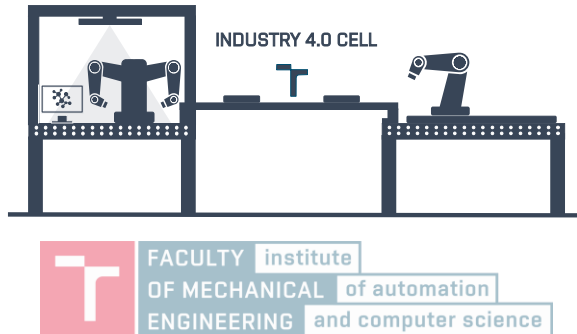 INDUSTRY 4.0 CELL
FACULTY institute
OF MECHANICAL of automation
ENGINEERING and computer science